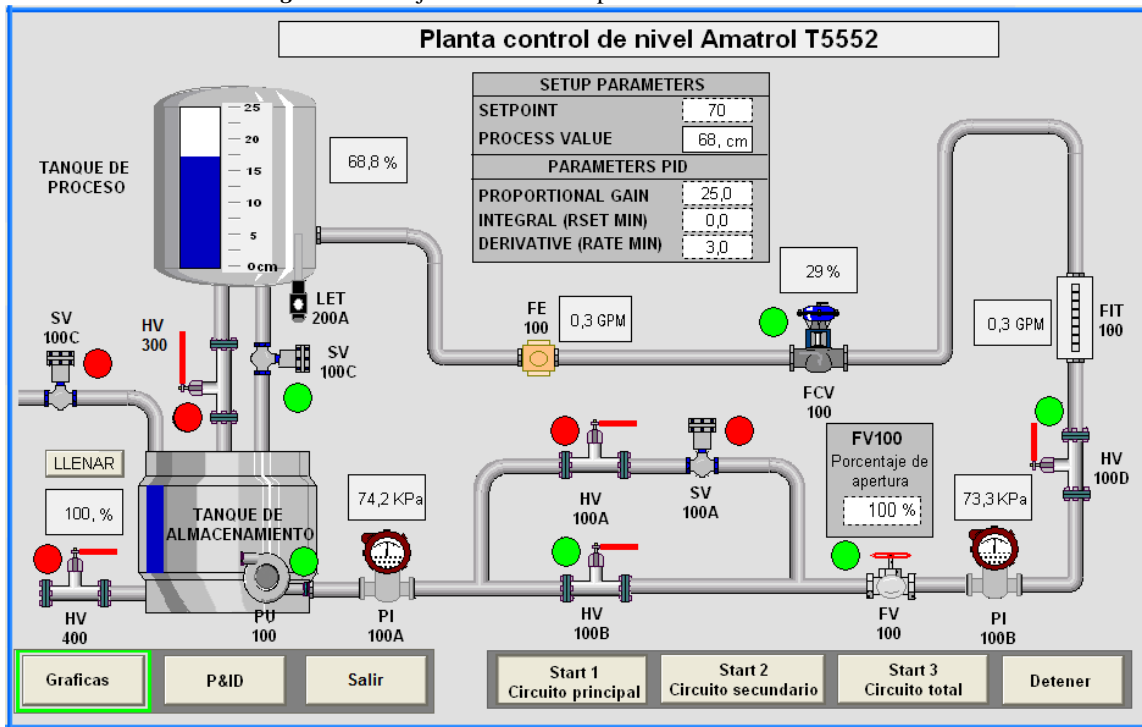 Planta control de nivel Amatrol T5552
SETUP PARAMETERS
SETPOINT 70
PROCESS VALUE 68, cm
PARAMETERS PID
PROPORTIONAL GAIN 25,0
INTEGRAL (RSET MIN) 0,0
DERIVATIVE (RATE MIN) 3,0
TANQUE DE
PROCESO
25
20
15
10
5
0cm
68,8 %
LET
200A
SV
100C
HV
300
SV
100C
FE
100
0,3 GPM
29 %
FCV
100
0,3 GPM
FIT
100
LLENAR
100, %
TANQUE DE
ALMACENAMIENTO
74,2 KPa
HV
100A
SV
100A
FV100
Porcentaje de
apertura
100 %
73,3 KPa
HV
100D
HV
400
PU
100
PI
100A
HV
100B
FV
100
PI
100B
Graficas
P&ID
Salir
Start 1
Circuito principal
Start 2
Circuito secundario
Start 3
Circuito total
Detener